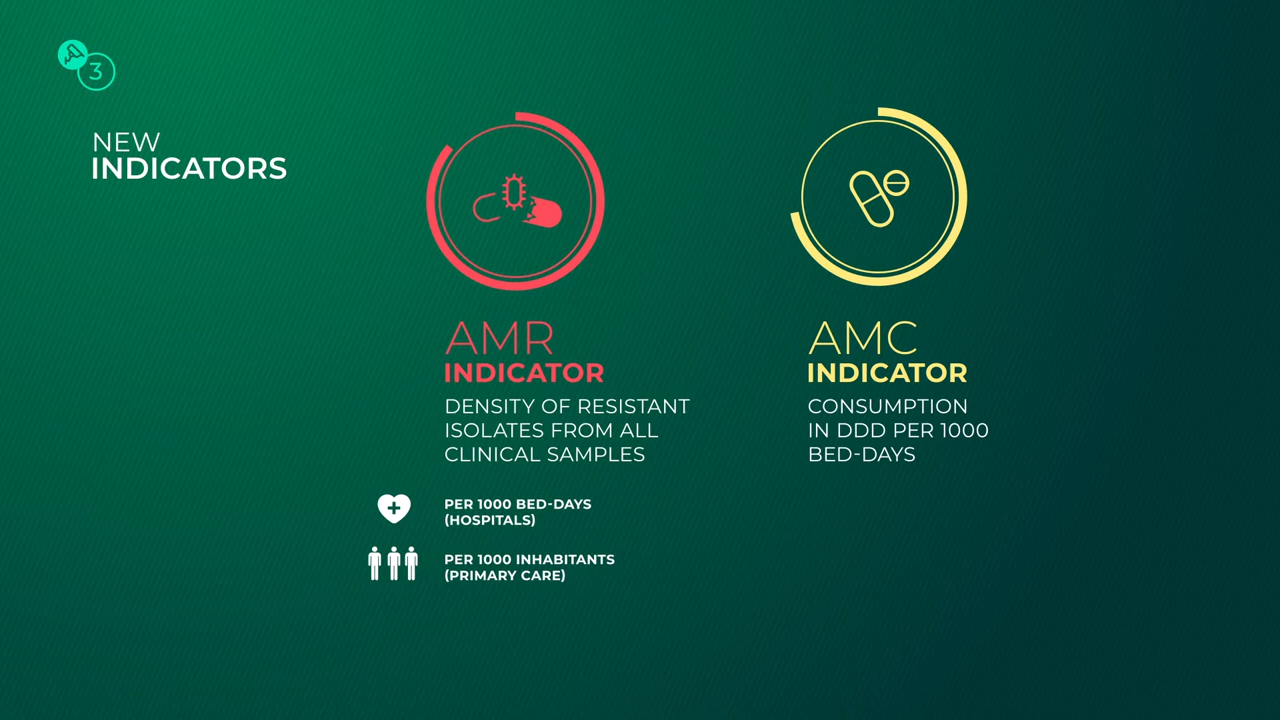 3
NEW
INDICATORS
AMR
INDICATOR
DENSITY OF RESISTANT
ISOLATES FROM ALL
CLINICAL SAMPLES
PER 1000 BED-DAYS
(HOSPITALS)
PER 1000 INHABITANTS
(PRIMARY CARE)
AMC
INDICATOR
CONSUMPTION
IN DDD PER 1000
BED-DAYS